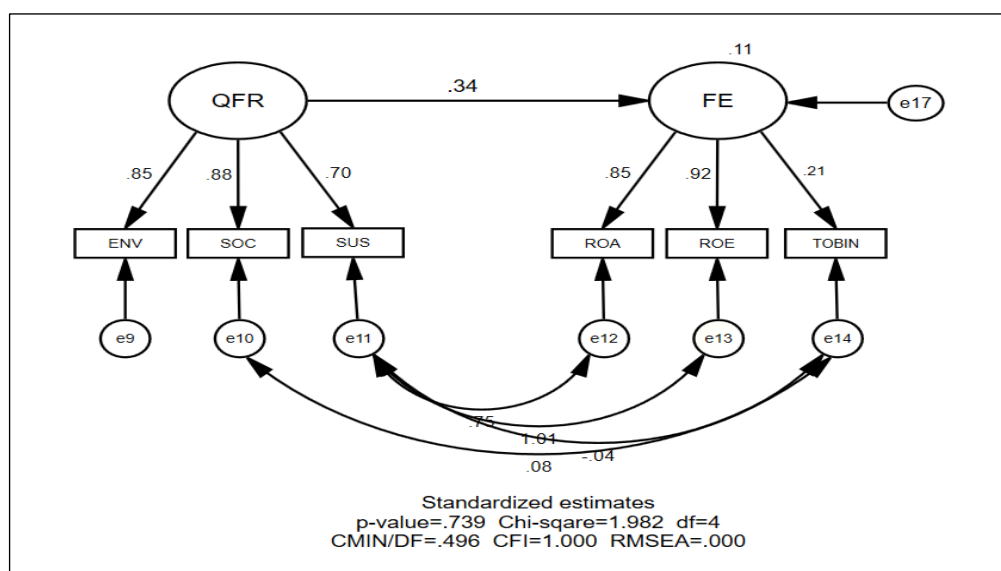 .11
QFR
.34
FE
e17
.85
.88
.70
.85
.92
.21
ENV
SOC
SUS
ROA
ROE
TOBIN
e9
e10
e11
e12
e13
e14
.75
1.01
-.04
.08
Standardized estimates
p-value=.739 Chi-sqare=1.982 df=4
CMIN/DF=.496 CFI=1.000 RMSEA=.000